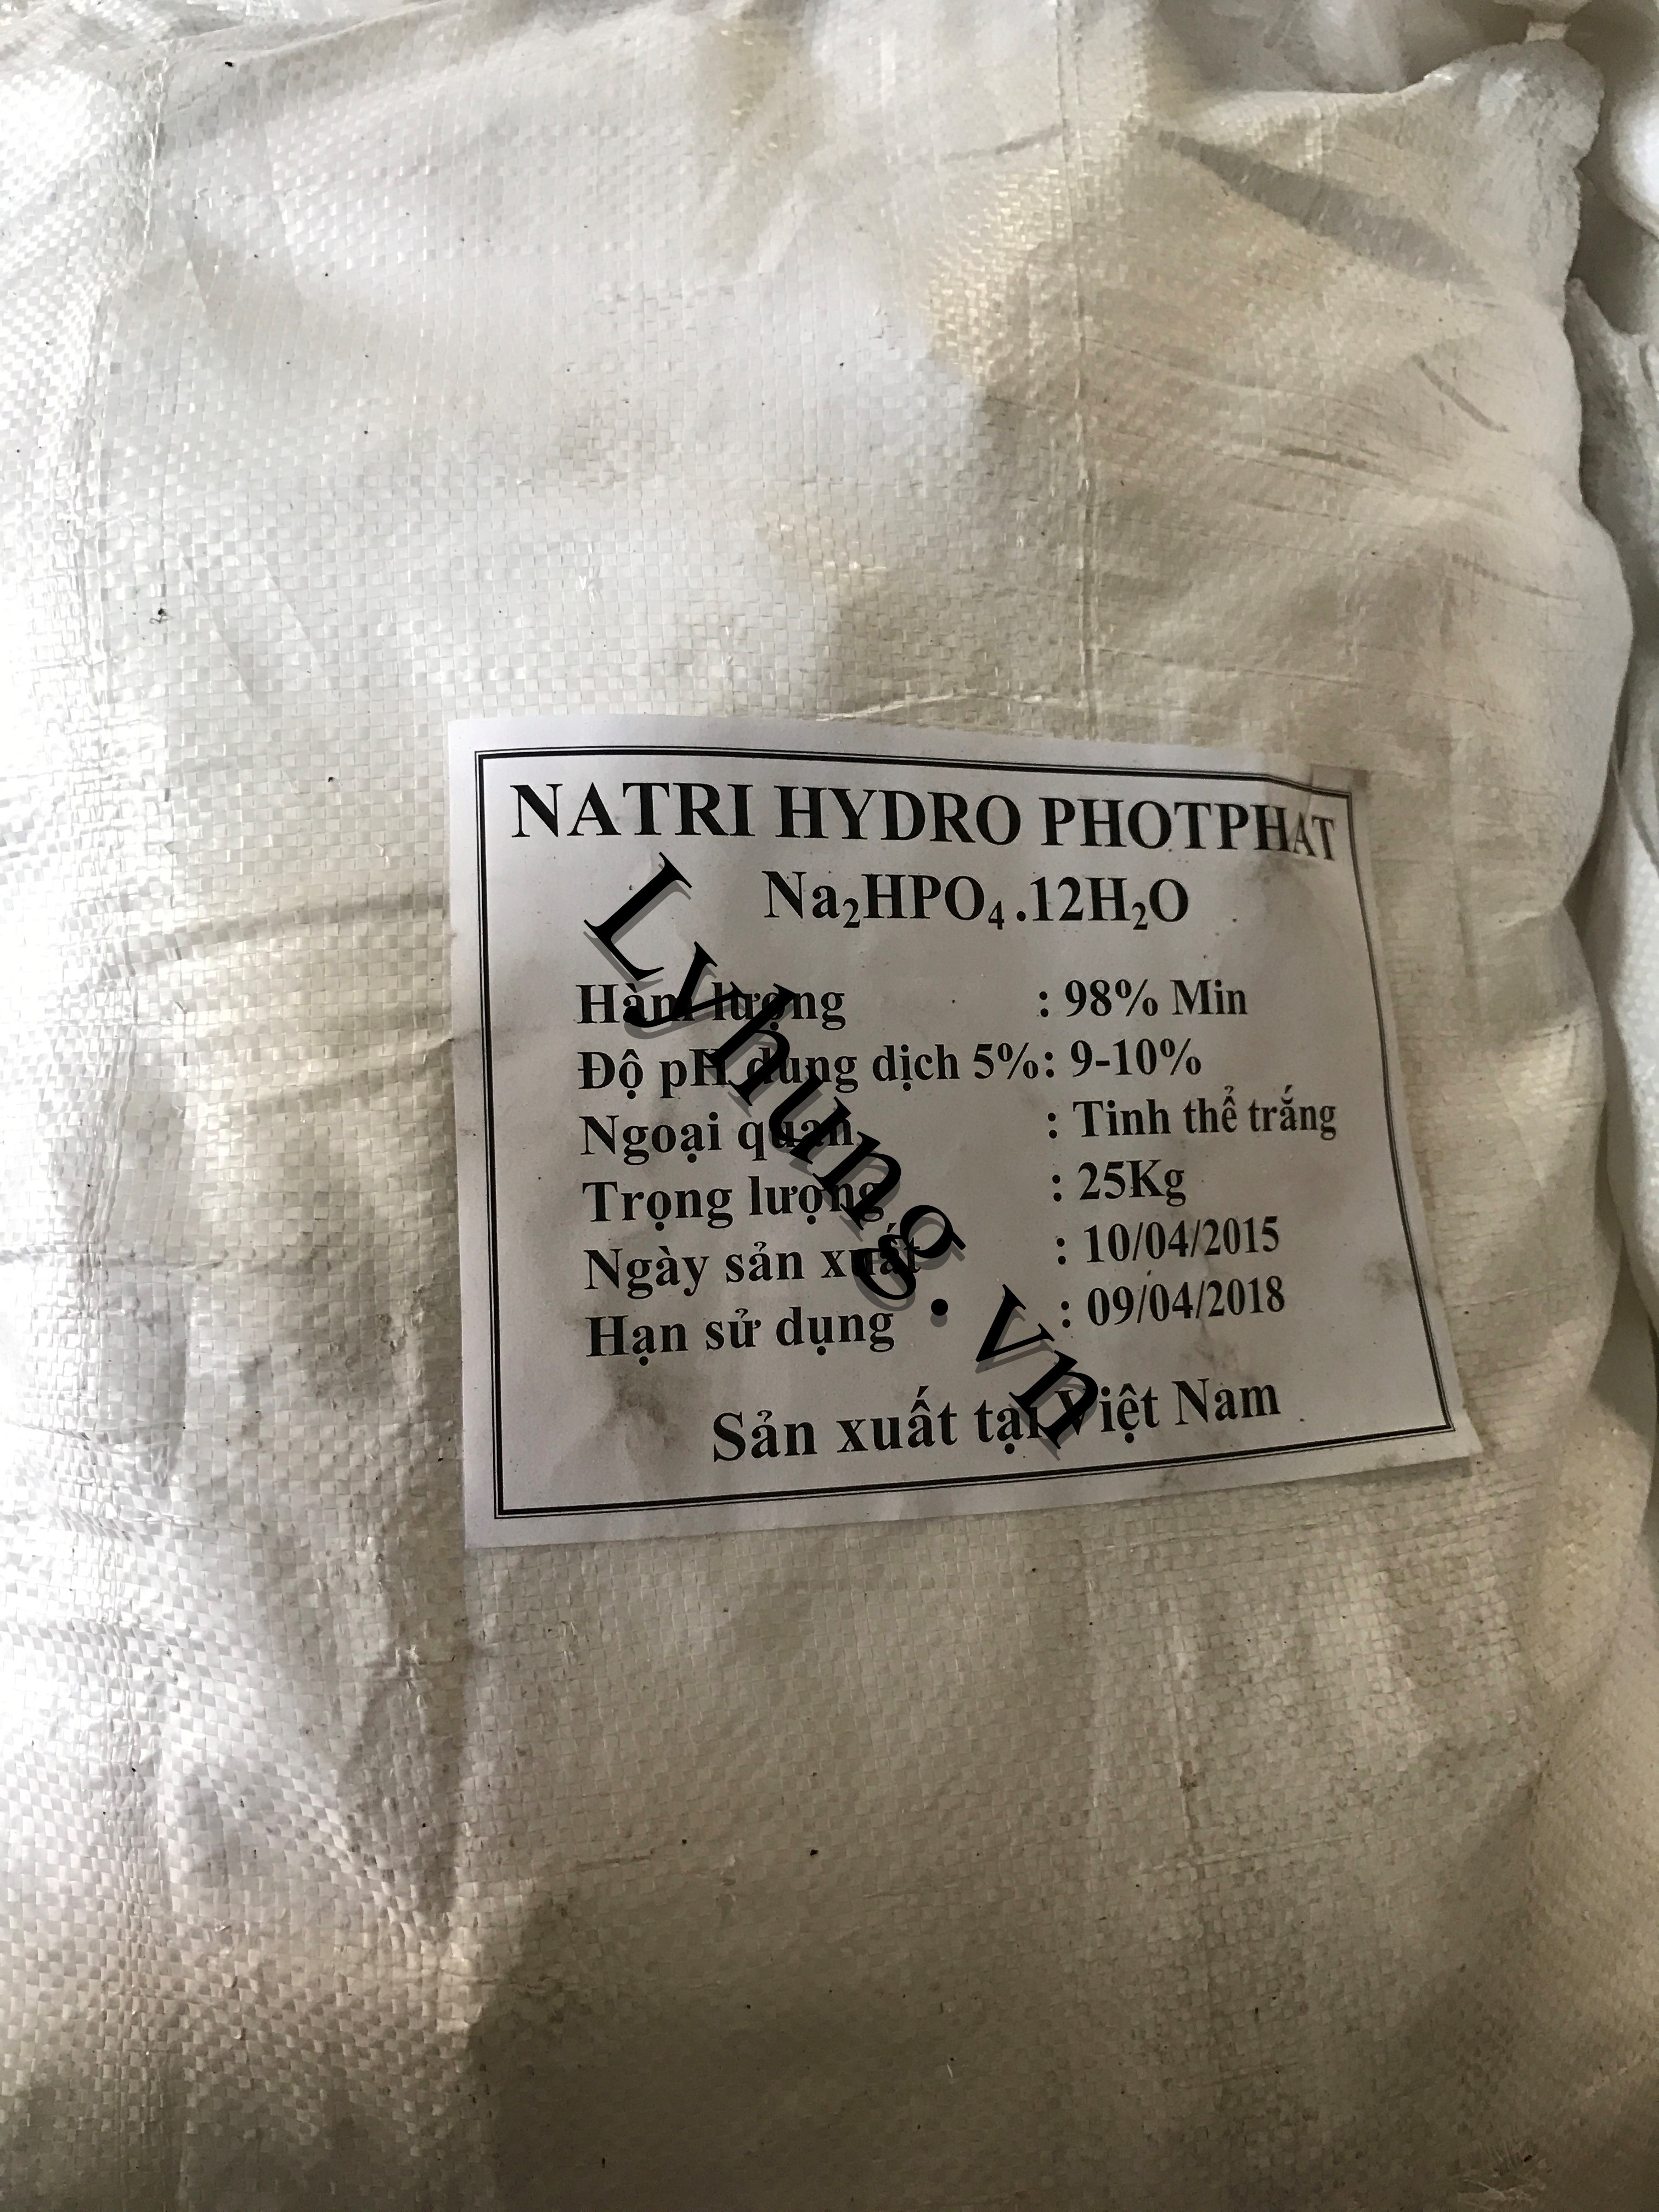 NATRI HYDRO PHOTPHAT
Na₂HPO₄.12H₂O
Hàm lượng : 98% Min
Độ pH dung dịch 5%: 9-10%
Ngoại quan : Tinh thể trắng
Trọng lượng : 25Kg
Ngày sản xuất : 10/04/2015
Hạn sử dụng : 09/04/2018
Sản xuất tại Việt Nam
Lyhung.vn